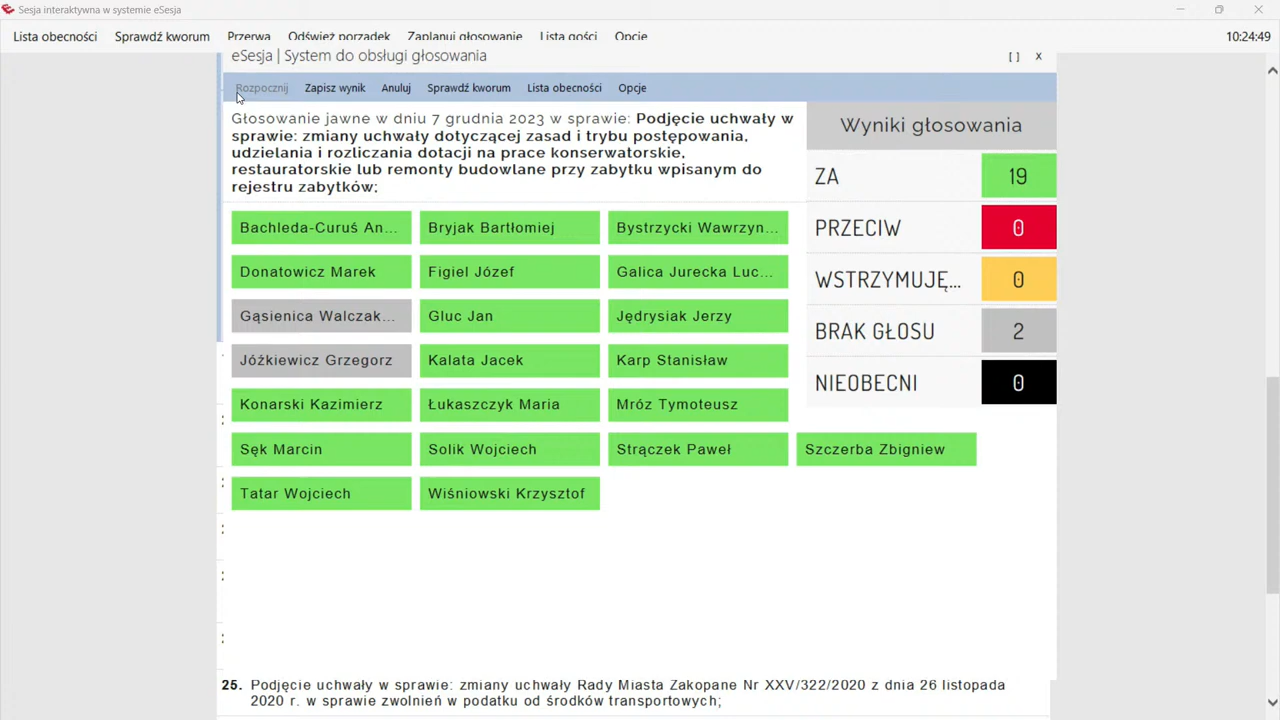 Sesja interaktywna w systemie eSesja
Lista obecności Sprawdź kworum Przerwa Odśwież porządek Zaplanuj głosowanie Lista gości Opcje 10:24:49
eSesja | System do obsługi głosowania [ ] x
Rozpocznij Zapisz wynik Anuluj Sprawdź kworum Lista obecności Opcje
Głosowanie jawne w dniu 7 grudnia 2023 w sprawie: Podjęcie uchwały w
sprawie: zmiany uchwały dotyczącej zasad i trybu postępowania,
udzielania i rozliczania dotacji na prace konserwatorskie,
restauratorskie lub remonty budowlane przy zabytku wpisanym do
rejestru zabytków;
Wyniki głosowania
ZA 19
PRZECIW 0
WSTRZYMUJĘ... 0
BRAK GŁOSU 2
NIEOBECNI 0
Bachleda-Curuś An... Bryjak Bartłomiej Bystrzycki Wawrzyn...
Donatowicz Marek Figiel Józef Galica Jurecka Luc...
Gąsienica Walczak... Gluc Jan Jędrysiak Jerzy
Jóżkiewicz Grzegorz Kalata Jacek Karp Stanisław
Konarski Kazimierz Łukaszczyk Maria Mróz Tymoteusz
Sęk Marcin Solik Wojciech Strączek Paweł Szczerba Zbigniew
Tatar Wojciech Wiśniowski Krzysztof
25. Podjęcie uchwały w sprawie: zmiany uchwały Rady Miasta Zakopane Nr XXV/322/2020 z dnia 26 listopada
2020 r. w sprawie zwolnień w podatku od środków transportowych;